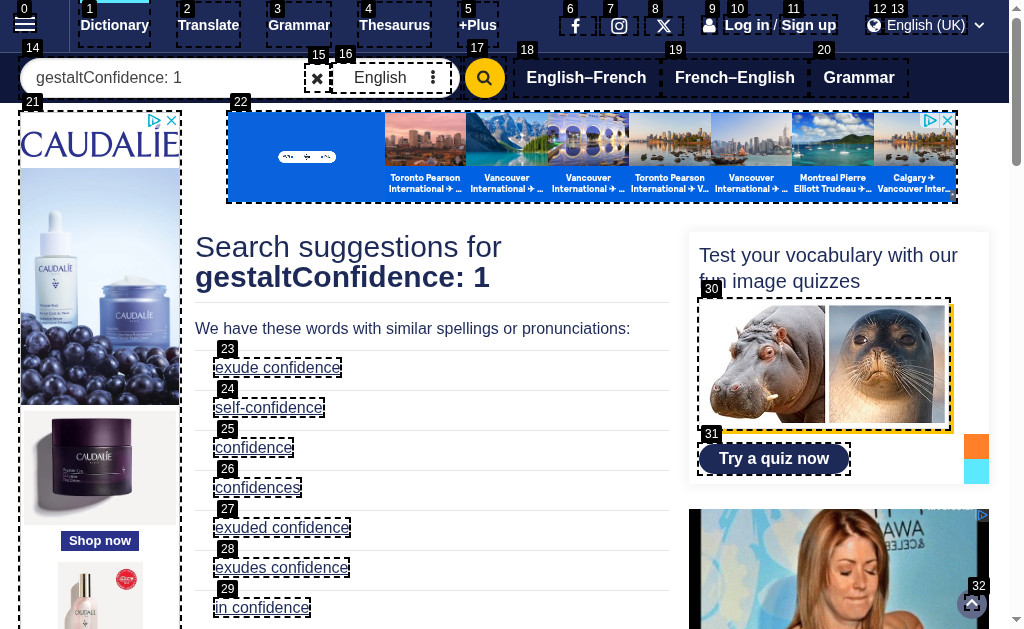 0 1 2 3 4 5 6 7 8 9 10 11 12 13
Dictionary Translate Grammar Thesaurus +Plus Log in / Sign up English (UK)
14 15 16 17 18 19 20
gestaltConfidence: 1 English English–French French–English Grammar
21 22
CAUDALÍE
Toronto Pearson International ✈ ...
Vancouver International ✈ ...
Vancouver International ✈ ...
Toronto Pearson International ✈ V...
Vancouver International ✈ ...
Montreal Pierre Elliott Trudeau ✈...
Calgary ✈ Vancouver Inter...
Search suggestions for
gestaltConfidence: 1
We have these words with similar spellings or pronunciations:
23
exude confidence
24
self-confidence
25
confidence
26
confidences
27
exuded confidence
28
exudes confidence
29
in confidence
Test your vocabulary with our
fun image quizzes
30
31
Try a quiz now
32
CAUDALÍE
CAUDALÍE
CAUDALÍE
Shop now
CAUDALÍE